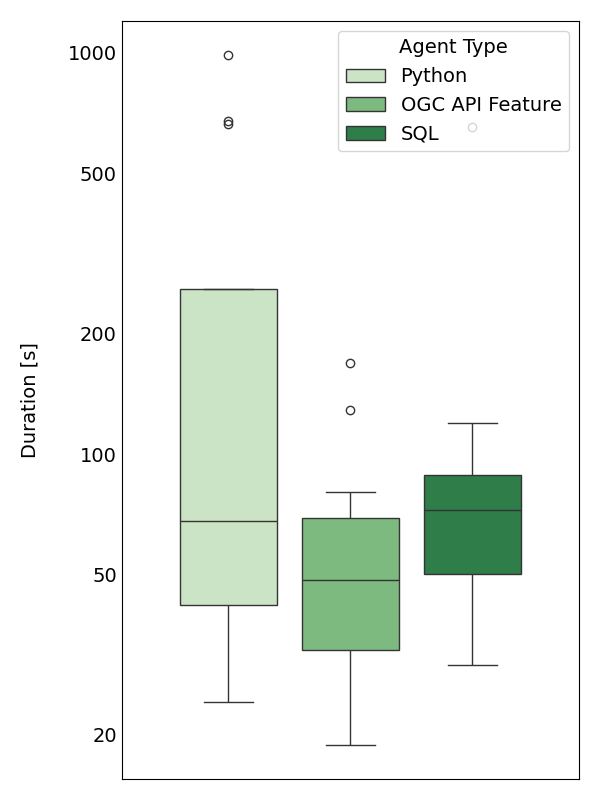 1000
500
200
100
50
20
Duration [s]
Agent Type
Python
OGC API Feature
SQL